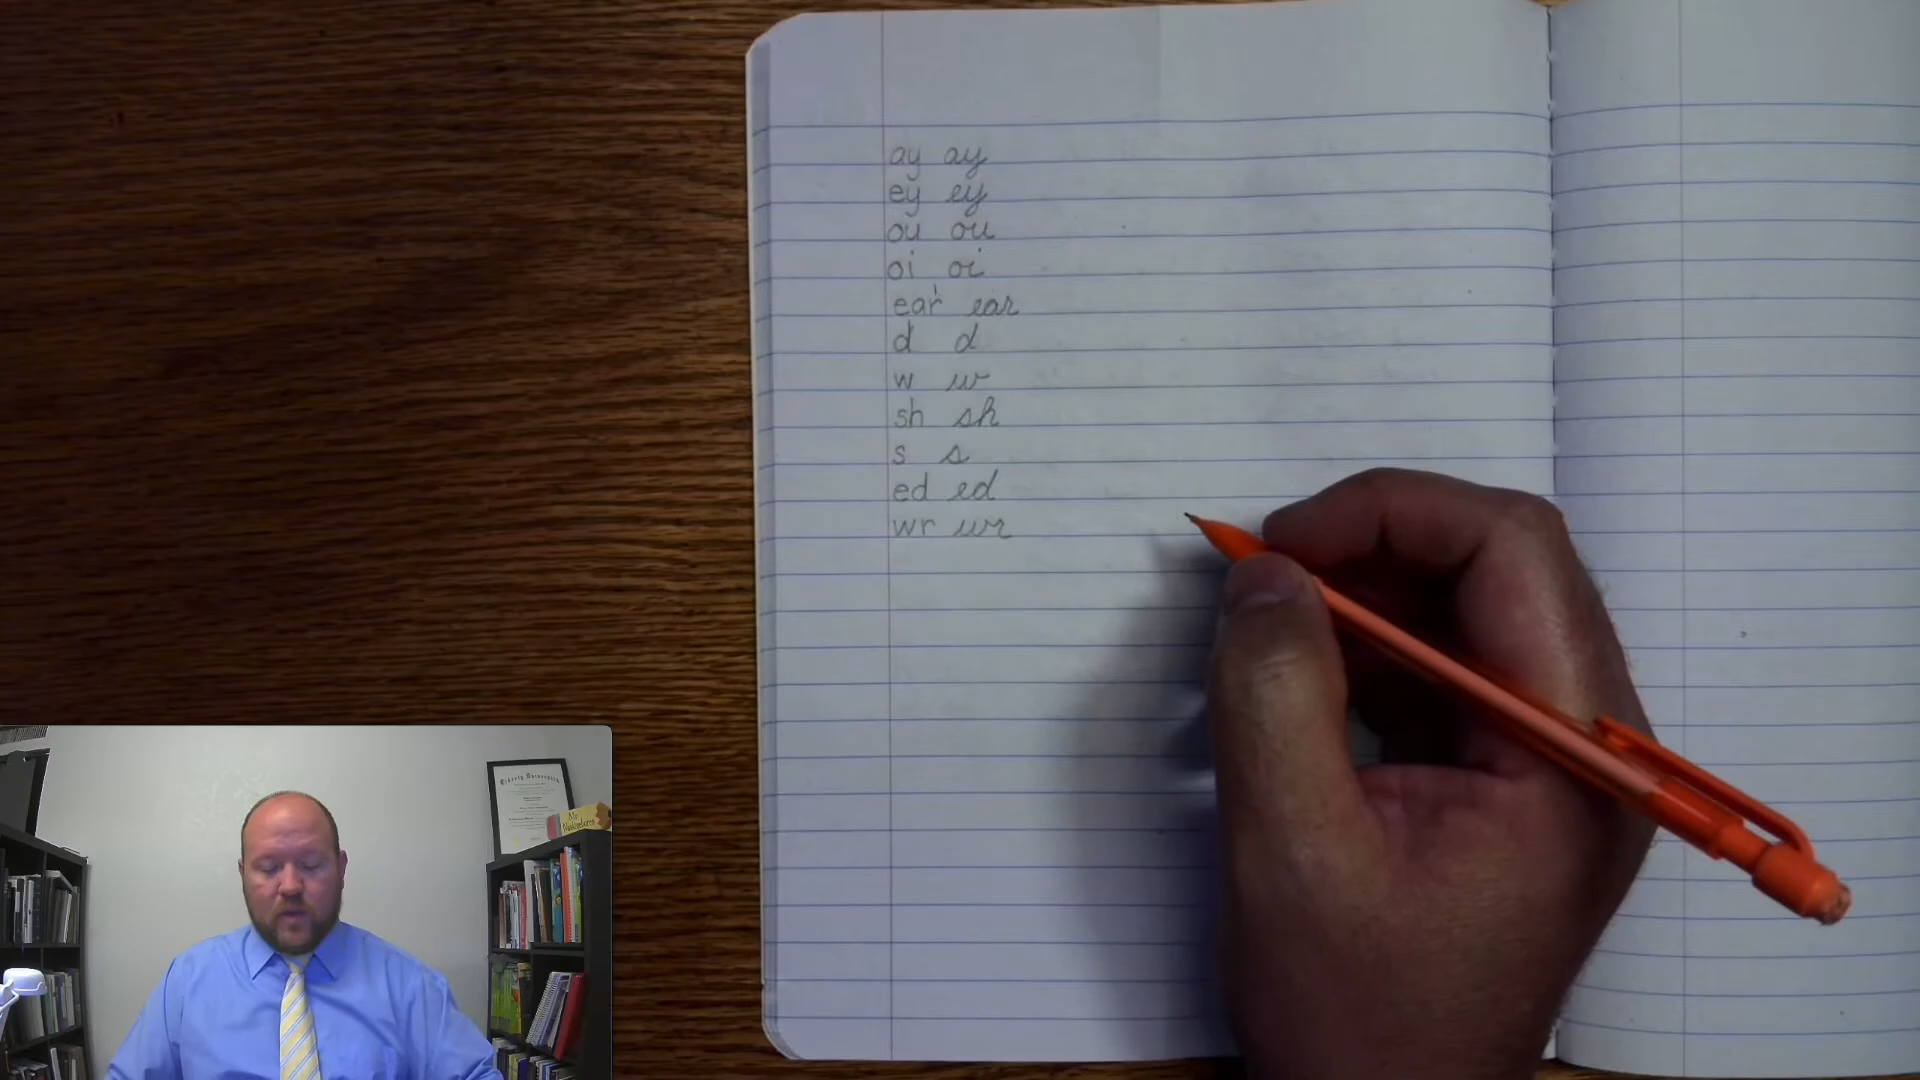 ay ay
ey ey
ou ou
oi oi
ear ear
d d
w w
sh sh
s s
ed ed
wr wr